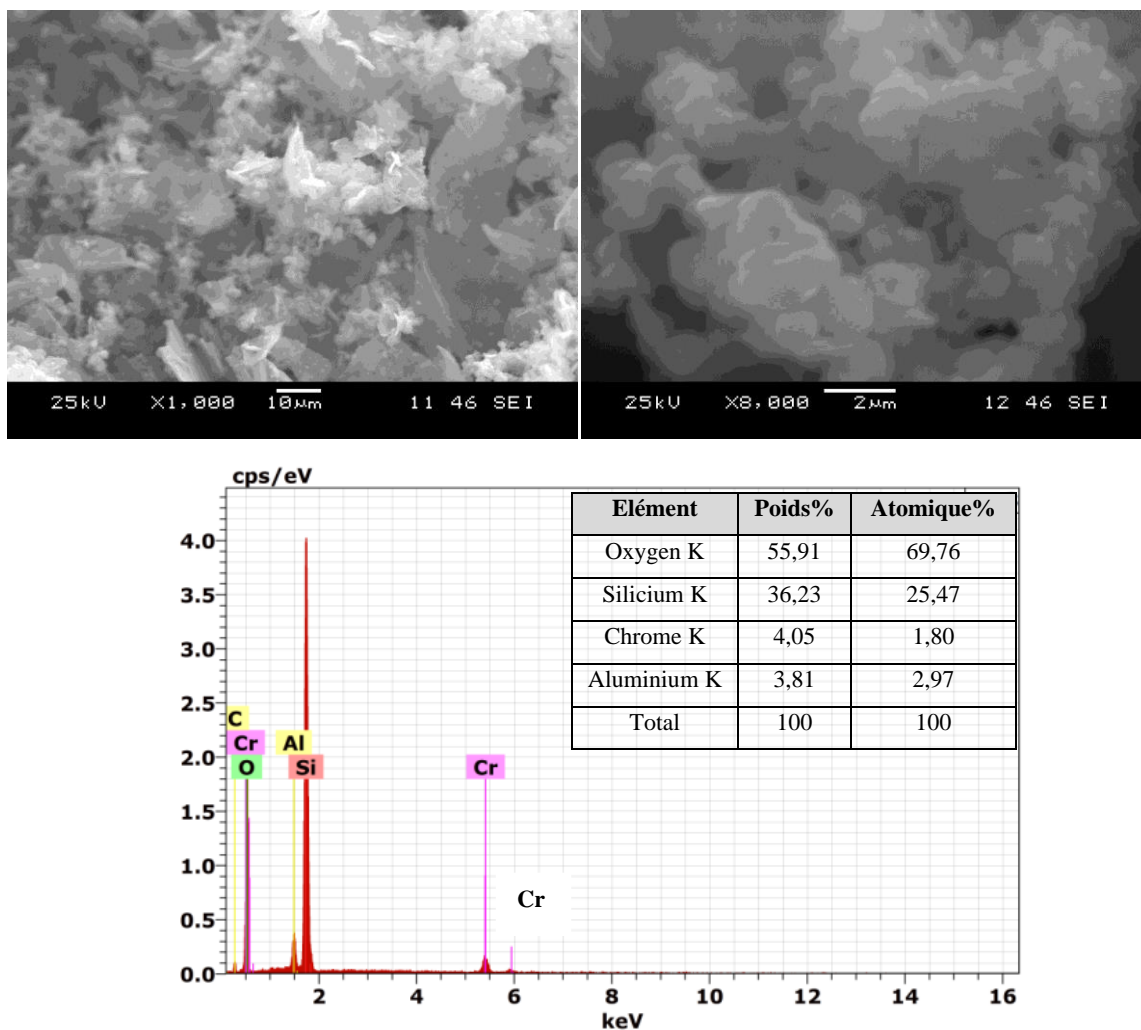 25kV X1,000 10µm 11 46 SEI
25kV X8,000 2µm 12 46 SEI
cps/eV
Elément Poids% Atomique%
Oxygen K 55,91 69,76
Silicium K 36,23 25,47
Chrome K 4,05 1,80
Aluminium K 3,81 2,97
Total 100 100
4.0
3.5
3.0
2.5
2.0
1.5
1.0
0.5
0.0
C
Cr Al
O Si Cr
Cr
2 4 6 8 10 12 14 16
keV